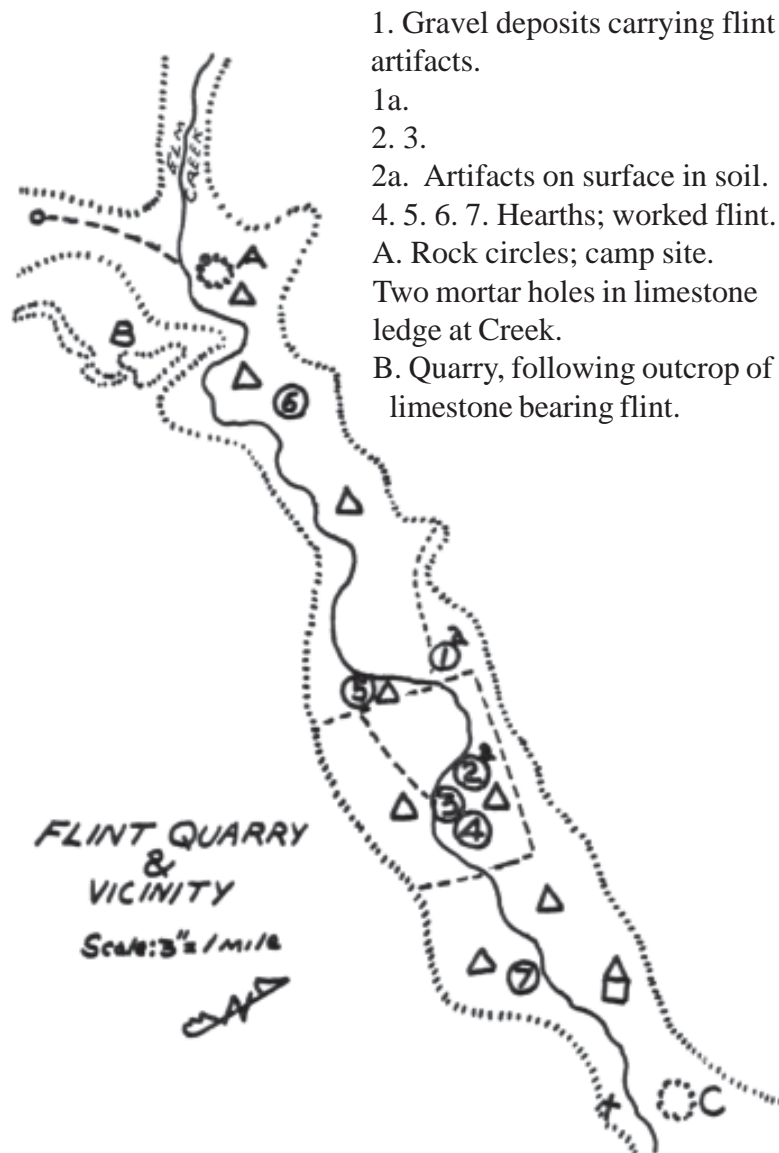 1. Gravel deposits carrying flint
artifacts.
1a.
2. 3.
2a. Artifacts on surface in soil.
4. 5. 6. 7. Hearths; worked flint.
A. Rock circles; camp site.
Two mortar holes in limestone
ledge at Creek.
B. Quarry, following outcrop of
limestone bearing flint.
ELM
CREEK
A
B
6
1a
5
2a
3
4
7
C
FLINT QUARRY
&
VICINITY
Scale: 3" = 1 mile
N